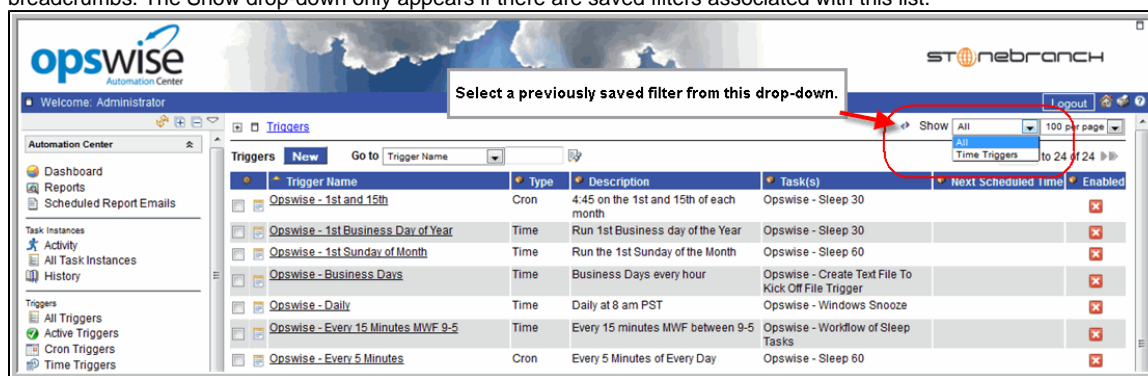 breadcrumbs. The Show drop-down only appears if there are saved filters associated with this list.
opswise
Automation Center
STONEBRANCH
Select a previously saved filter from this drop-down.
Welcome: Administrator
Logout
Triggers
Show All 100 per page
All
Time Triggers
to 24 of 24
Automation Center
Triggers New Go to Trigger Name
Trigger Name Type Description Task(s) Next Scheduled Time Enabled
Dashboard
Reports
Scheduled Report Emails
Task Instances
Activity
All Task Instances
History
Triggers
All Triggers
Active Triggers
Cron Triggers
Time Triggers
Opswise - 1st and 15th Cron 4:45 on the 1st and 15th of each Opswise - Sleep 30
month
Opswise - 1st Business Day of Year Time Run 1st Business day of the Year Opswise - Sleep 30
Opswise - 1st Sunday of Month Time Run the 1st Sunday of the Month Opswise - Sleep 60
Opswise - Business Days Time Business Days every hour Opswise - Create Text File To
Kick Off File Trigger
Opswise - Daily Time Daily at 8 am PST Opswise - Windows Snooze
Opswise - Every 15 Minutes MWF 9-5 Time Every 15 minutes MWF between 9-5 Opswise - Workflow of Sleep
Tasks
Opswise - Every 5 Minutes Cron Every 5 Minutes of Every Day Opswise - Sleep 60